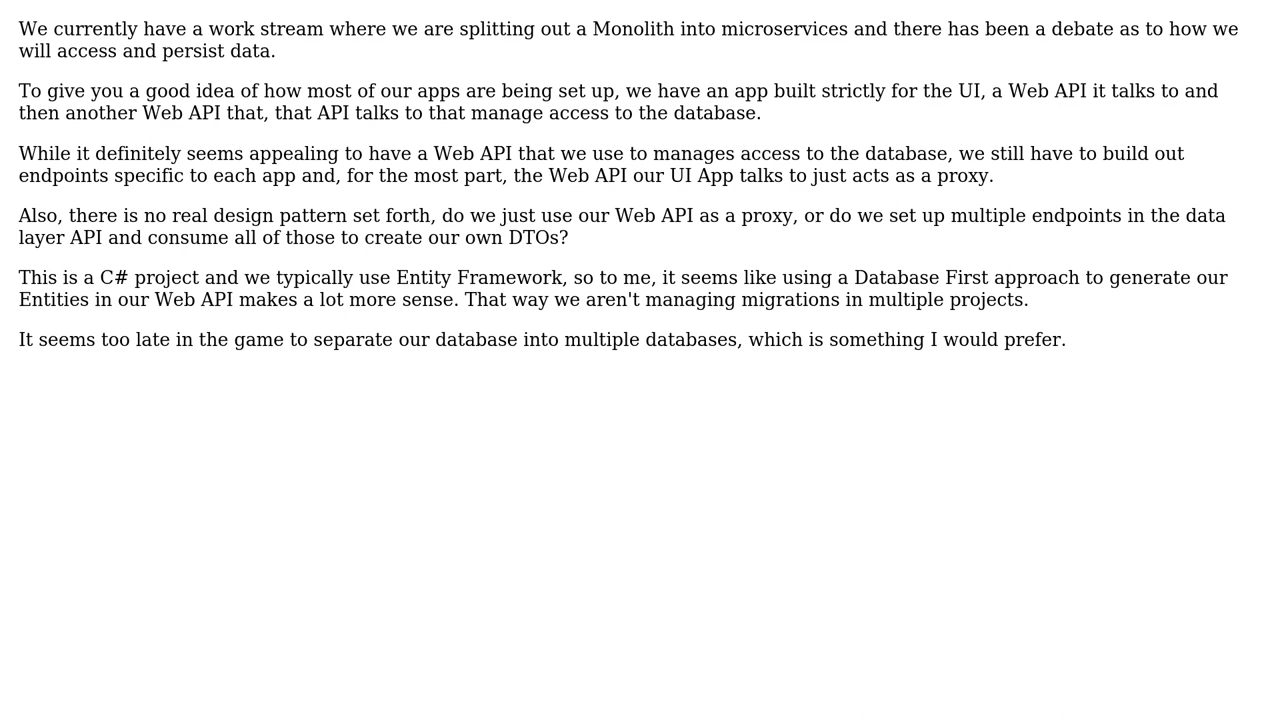 We currently have a work stream where we are splitting out a Monolith into microservices and there has been a debate as to how we
will access and persist data.
To give you a good idea of how most of our apps are being set up, we have an app built strictly for the UI, a Web API it talks to and
then another Web API that, that API talks to that manage access to the database.
While it definitely seems appealing to have a Web API that we use to manages access to the database, we still have to build out
endpoints specific to each app and, for the most part, the Web API our UI App talks to just acts as a proxy.
Also, there is no real design pattern set forth, do we just use our Web API as a proxy, or do we set up multiple endpoints in the data
layer API and consume all of those to create our own DTOs?
This is a C# project and we typically use Entity Framework, so to me, it seems like using a Database First approach to generate our
Entities in our Web API makes a lot more sense. That way we aren't managing migrations in multiple projects.
It seems too late in the game to separate our database into multiple databases, which is something I would prefer.